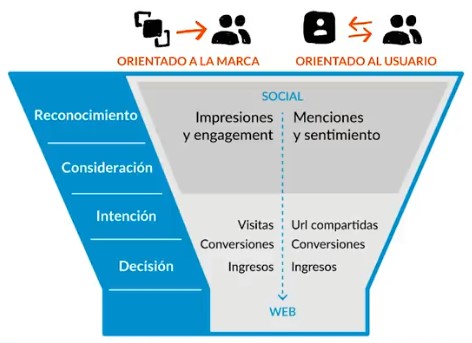 ORIENTADO A LA MARCA
ORIENTADO AL USUARIO
SOCIAL
Reconocimiento
Impresiones
y engagement
Menciones
y sentimiento
Consideración
Intención
Visitas
Url compartidas
Conversiones
Conversiones
Decisión
Ingresos
Ingresos
WEB